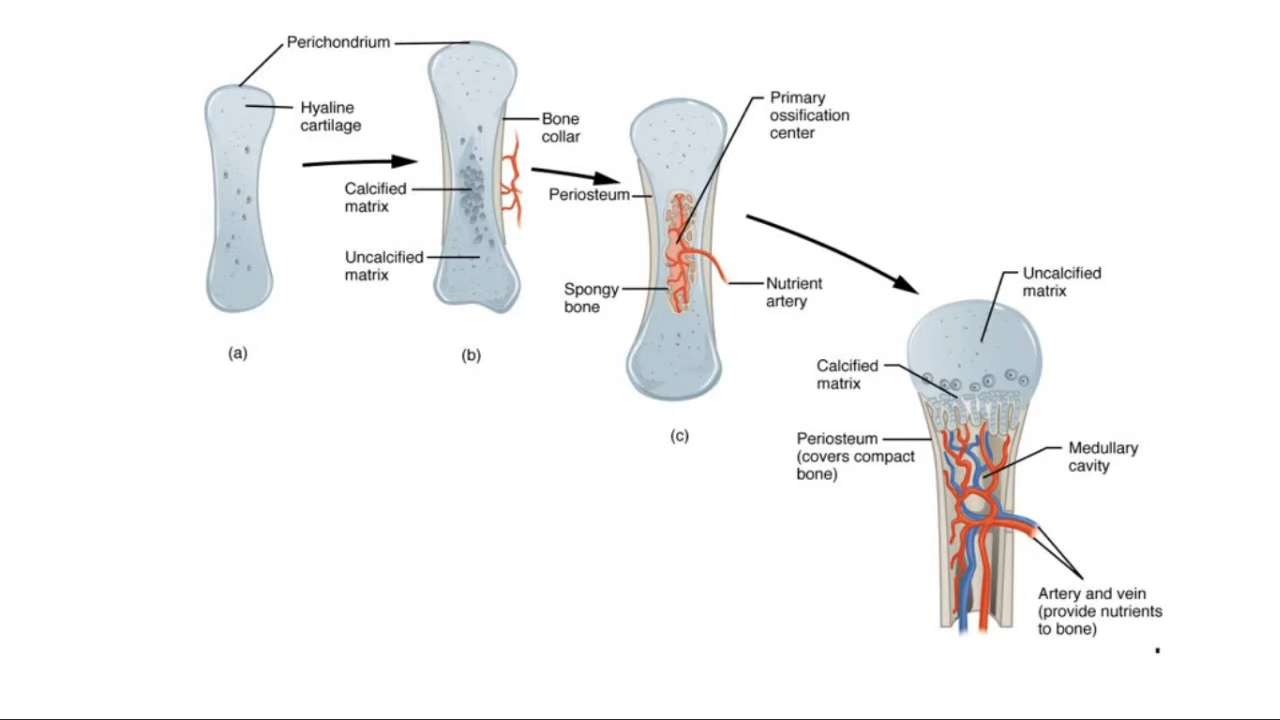 Perichondrium
Hyaline
cartilage
(a)
Bone
collar
Calcified
matrix
Uncalcified
matrix
(b)
Primary
ossification
center
Periosteum
Spongy
bone
Nutrient
artery
(c)
Uncalcified
matrix
Calcified
matrix
Periosteum
(covers compact
bone)
Medullary
cavity
Artery and vein
(provide nutrients
to bone)